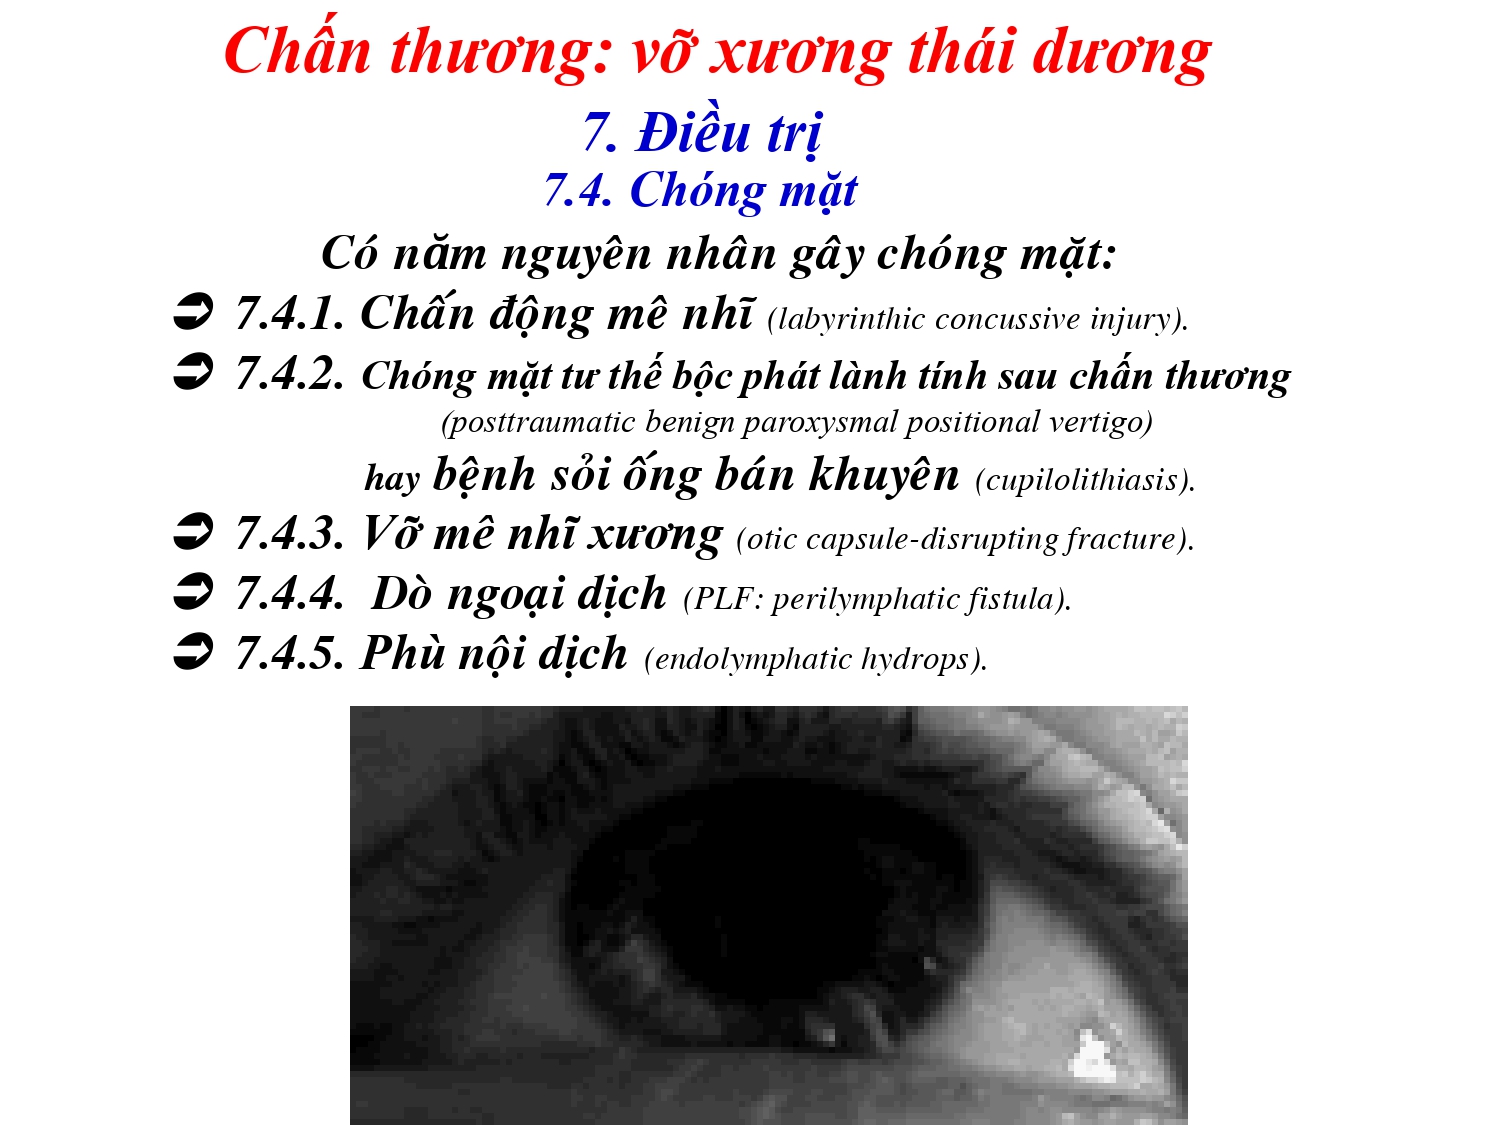 Chấn thương: vỡ xương thái dương
7. Điều trị
7.4. Chóng mặt
Có năm nguyên nhân gây chóng mặt:
➲ 7.4.1. Chấn động mê nhĩ (labyrinthic concussive injury).
➲ 7.4.2. Chóng mặt tư thế bộc phát lành tính sau chấn thương
(posttraumatic benign paroxysmal positional vertigo)
hay bệnh sỏi ống bán khuyên (cupilolithiasis).
➲ 7.4.3. Vỡ mê nhĩ xương (otic capsule-disrupting fracture).
➲ 7.4.4. Dò ngoại dịch (PLF: perilymphatic fistula).
➲ 7.4.5. Phù nội dịch (endolymphatic hydrops).